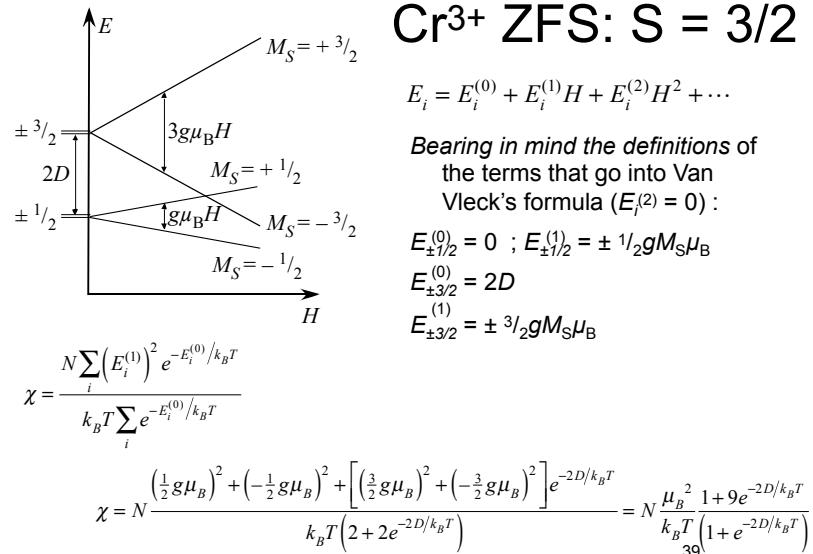 Cr³⁺ ZFS: S = 3/2
E
M_S = + 3/2
± 3/2
3gμ_BH
2D
M_S = + 1/2
± 1/2
gμ_BH
M_S = – 3/2
M_S = – 1/2
H
E_i = E_i^(0) + E_i^(1)H + E_i^(2)H² + ⋯
Bearing in mind the definitions of
the terms that go into Van
Vleck's formula (E_i^(2) = 0) :
E_±1/2^(0) = 0 ; E_±1/2^(1) = ± 1/2gM_Sμ_B
E_±3/2^(0) = 2D
E_±3/2^(1) = ± 3/2gM_Sμ_B
χ = N∑_i(E_i^(1))² e^(−E_i^(0)/k_BT) / k_BT∑_i e^(−E_i^(0)/k_BT)
χ = N ((1/2 gμ_B)² + (−1/2 gμ_B)² + [(3/2 gμ_B)² + (−3/2 gμ_B)²]e^(−2D/k_BT)) / (k_BT(2 + 2e^(−2D/k_BT))) = N (μ_B²/k_BT) (1 + 9e^(−2D/k_BT)) / (1 + e^(−2D/k_BT))
39